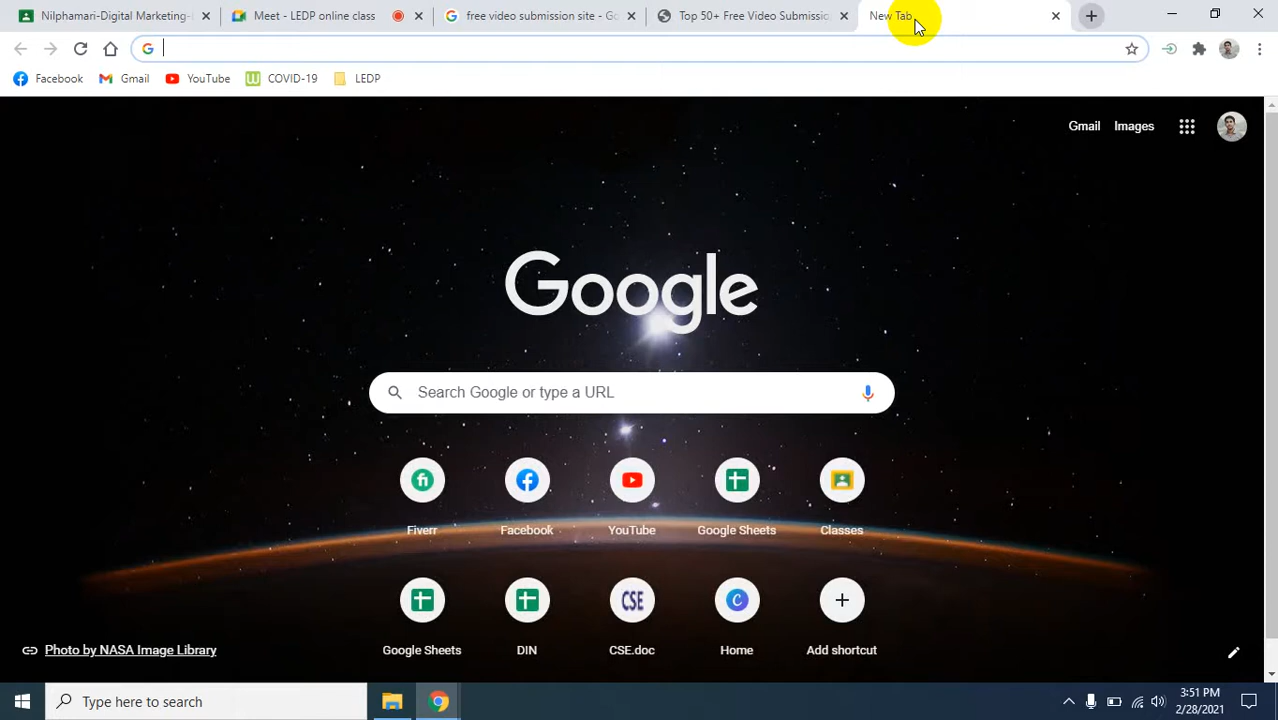 Nilphamari-Digital Marketing-
Meet - LEDP online class
free video submission site - Go
Top 50+ Free Video Submissio
New Tab
Facebook
Gmail
YouTube
COVID-19
LEDP
Gmail
Images
Google
Search Google or type a URL
fi
Fiverr
Facebook
YouTube
Google Sheets
Classes
Google Sheets
DIN
CSE
CSE.doc
C
Home
Add shortcut
Photo by NASA Image Library
Type here to search
3:51 PM
2/28/2021